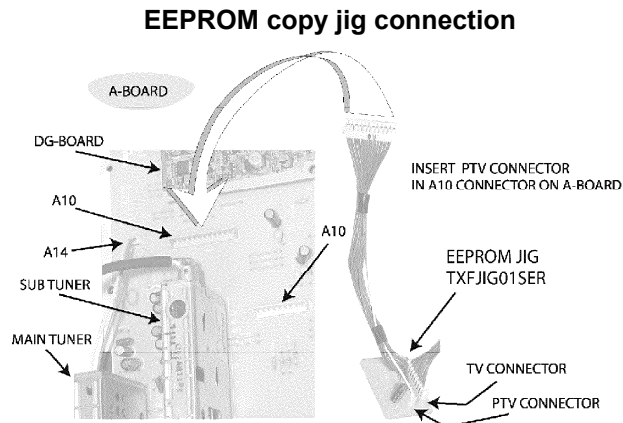 EEPROM copy jig connection
A-BOARD
DG-BOARD
A10
A14
SUB TUNER
MAIN TUNER
A10
INSERT PTV CONNECTOR
IN A10 CONNECTOR ON A-BOARD
EEPROM JIG
TXFJIG01SER
TV CONNECTOR
PTV CONNECTOR